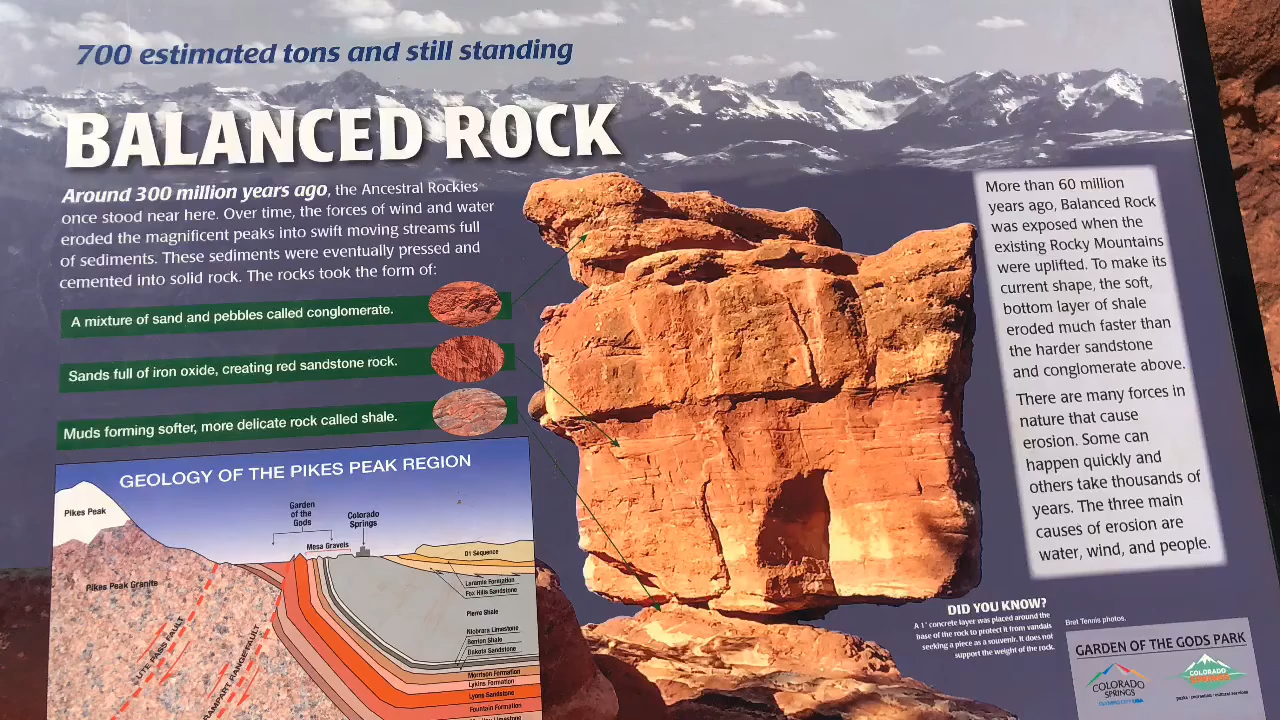 700 estimated tons and still standing
BALANCED ROCK
Around 300 million years ago, the Ancestral Rockies
once stood near here. Over time, the forces of wind and water
eroded the magnificent peaks into swift moving streams full
of sediments. These sediments were eventually pressed and
cemented into solid rock. The rocks took the form of:
A mixture of sand and pebbles called conglomerate.
Sands full of iron oxide, creating red sandstone rock.
Muds forming softer, more delicate rock called shale.
GEOLOGY OF THE PIKES PEAK REGION
Pikes Peak
Garden
of the
Gods
Colorado
Springs
Mesa Gravels
D1 Sequence
Pikes Peak Granite
Laramie Formation
Fox Hills Sandstone
Pierre Shale
Niobrara Limestone
Benton Shale
Dakota Sandstone
Morrison Formation
Lykins Formation
Lyons Sandstone
Fountain Formation
Limestone
UTE PASS FAULT
RAMPART RANGE FAULT
More than 60 million
years ago, Balanced Rock
was exposed when the
existing Rocky Mountains
were uplifted. To make its
current shape, the soft,
bottom layer of shale
eroded much faster than
the harder sandstone
and conglomerate above.
There are many forces in
nature that cause
erosion. Some can
happen quickly and
others take thousands of
years. The three main
causes of erosion are
water, wind, and people.
DID YOU KNOW?
A 1" concrete layer was placed around the
base of the rock to protect it from vandals
seeking a piece as a souvenir. It does not
support the weight of the rock.
Bret Tennis photos.
GARDEN OF THE GODS PARK
COLORADO
SPRINGS
OLYMPIC CITY USA
COLORADO
SPRINGS
parks • recreation • cultural services